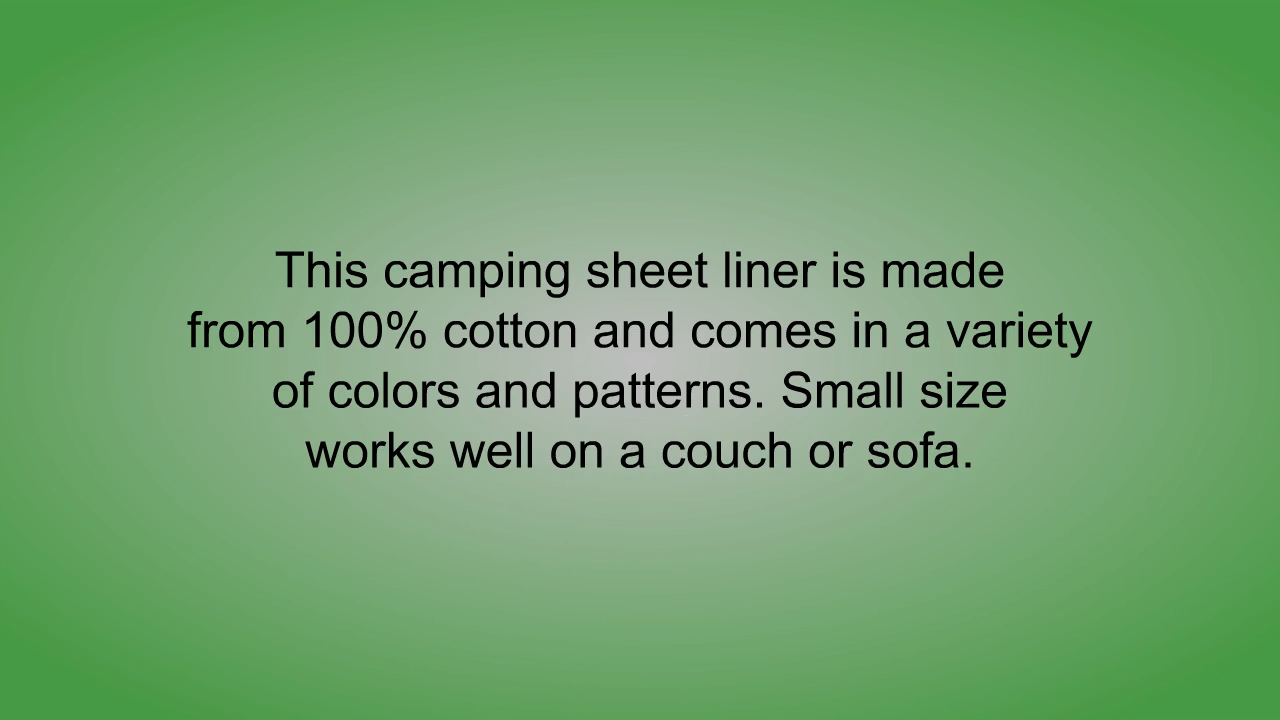 This camping sheet liner is made
from 100% cotton and comes in a variety
of colors and patterns. Small size
works well on a couch or sofa.